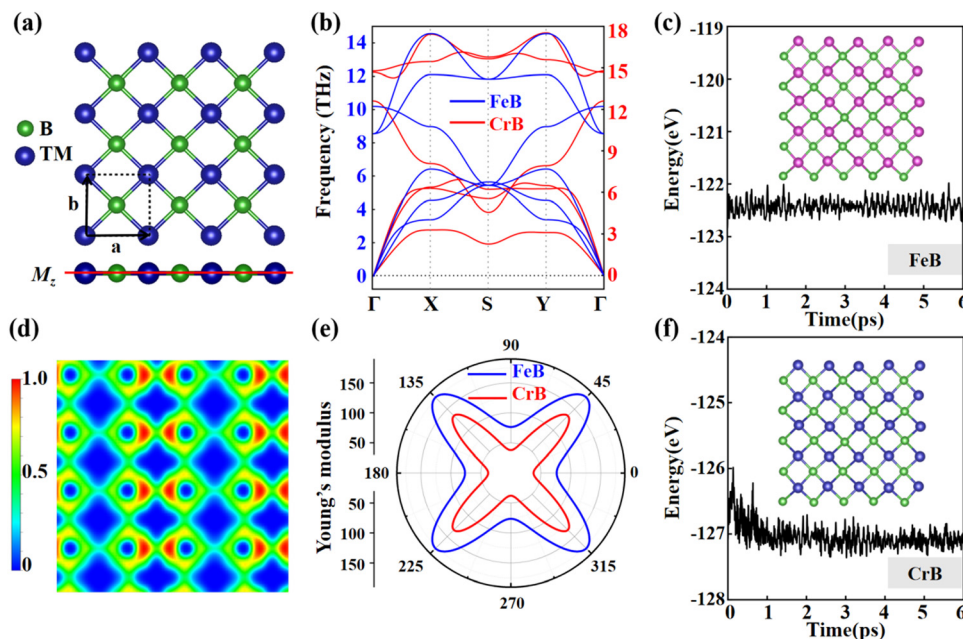 (a)
B
TM
b
a
Mz
(b)
Frequency (THz)
14
12
10
8
6
4
2
0
FeB
CrB
18
15
12
9
6
3
0
Γ X S Y Γ
(c)
Energy(eV)
-119
-120
-121
-122
-123
-124
FeB
0 1 2 3 4 5 6
Time(ps)
(d)
1.0
0.5
0
(e)
Young's modulus
150
100
50
50
100
150
90
135
45
180
0
225
315
270
FeB
CrB
(f)
Energy(eV)
-124
-125
-126
-127
-128
CrB
0 1 2 3 4 5 6
Time(ps)